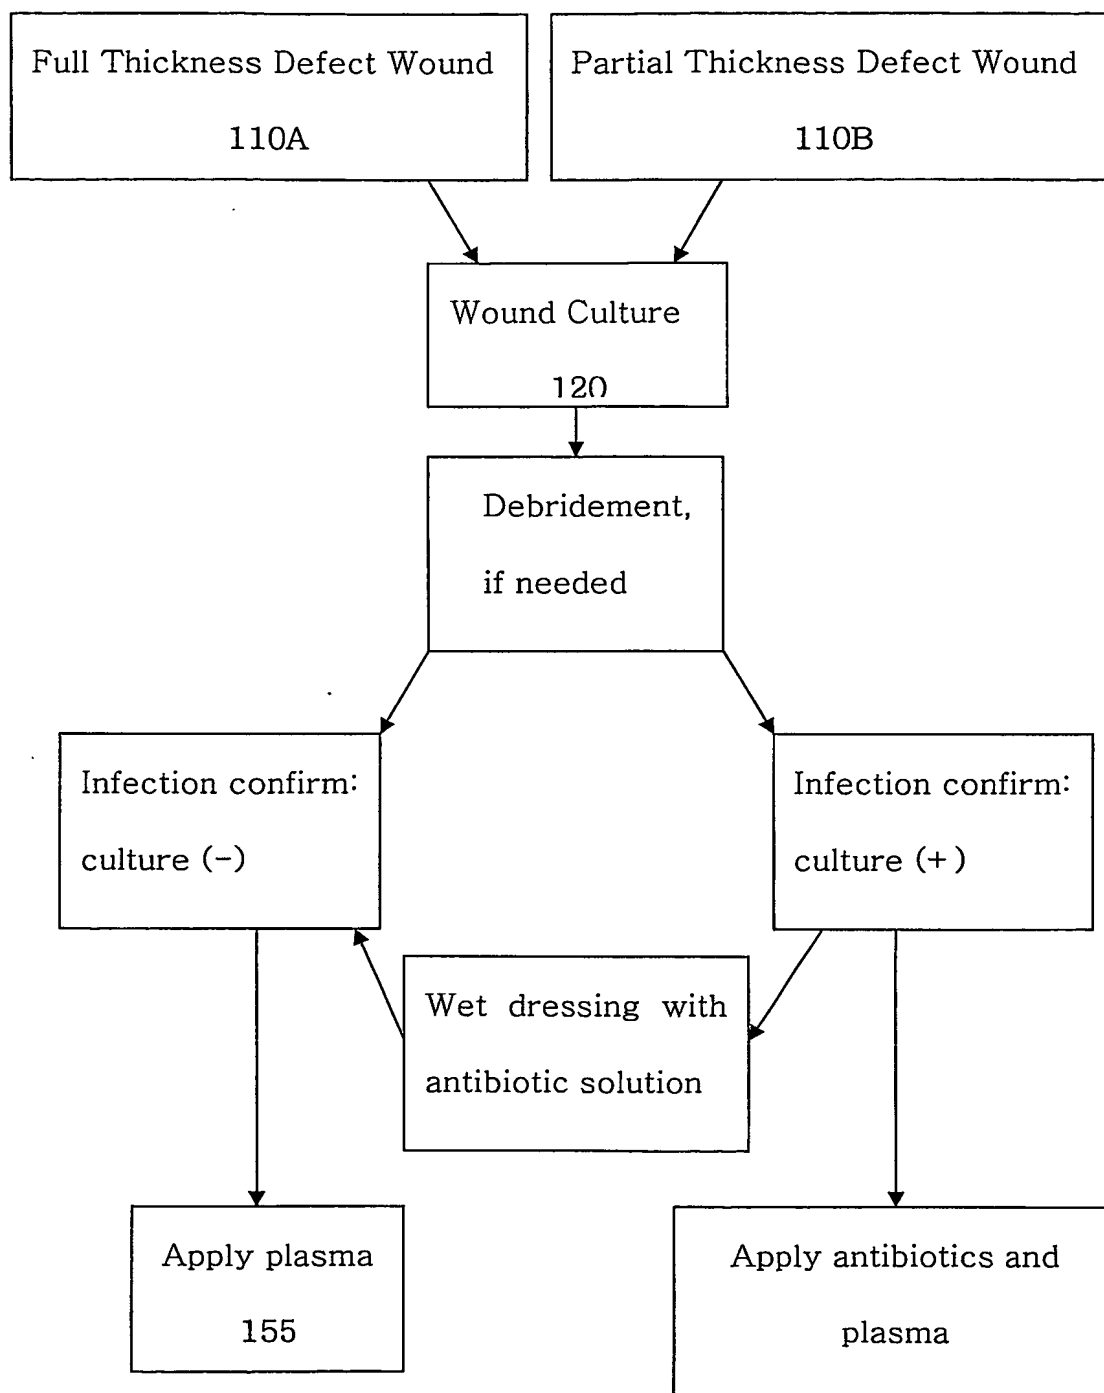 Full Thickness Defect Wound
110A
Partial Thickness Defect Wound
110B
Wound Culture
120
Debridement,
if needed
Infection confirm:
culture (-)
Infection confirm:
culture (+)
Wet dressing with
antibiotic solution
Apply plasma
155
Apply antibiotics and
plasma